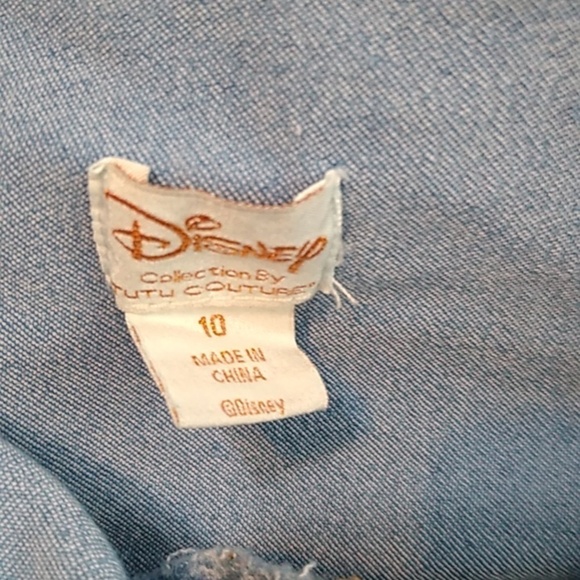 Disney
Collection By
TUTU COUTURE
10
MADE IN
CHINA
©Disney